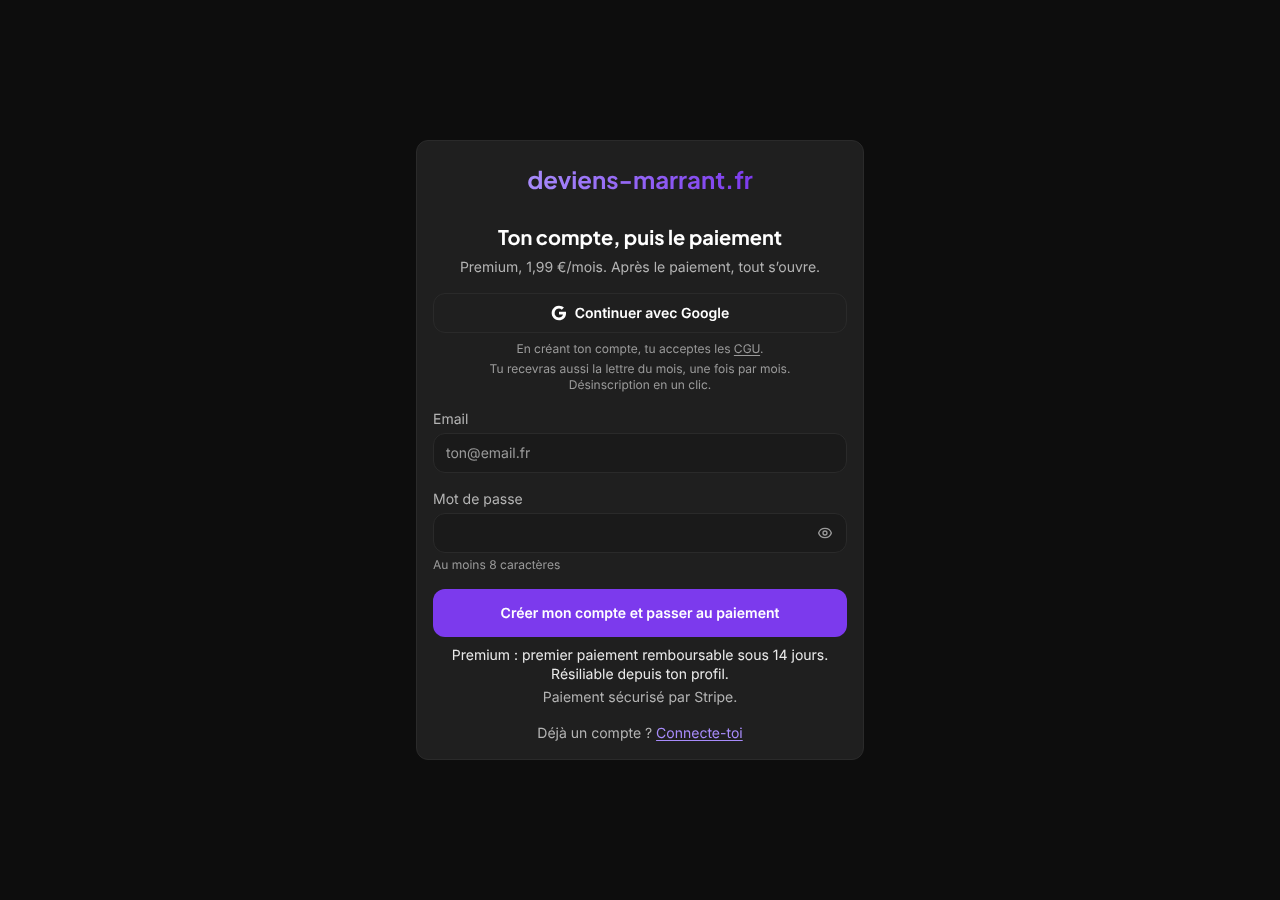 deviens-marrant.fr
Ton compte, puis le paiement
Premium, 1,99 €/mois. Après le paiement, tout s’ouvre.
Continuer avec Google
En créant ton compte, tu acceptes les CGU.
Tu recevras aussi la lettre du mois, une fois par mois.
Désinscription en un clic.
Email
ton@email.fr
Mot de passe
Au moins 8 caractères
Créer mon compte et passer au paiement
Premium : premier paiement remboursable sous 14 jours.
Résiliable depuis ton profil.
Paiement sécurisé par Stripe.
Déjà un compte ? Connecte-toi